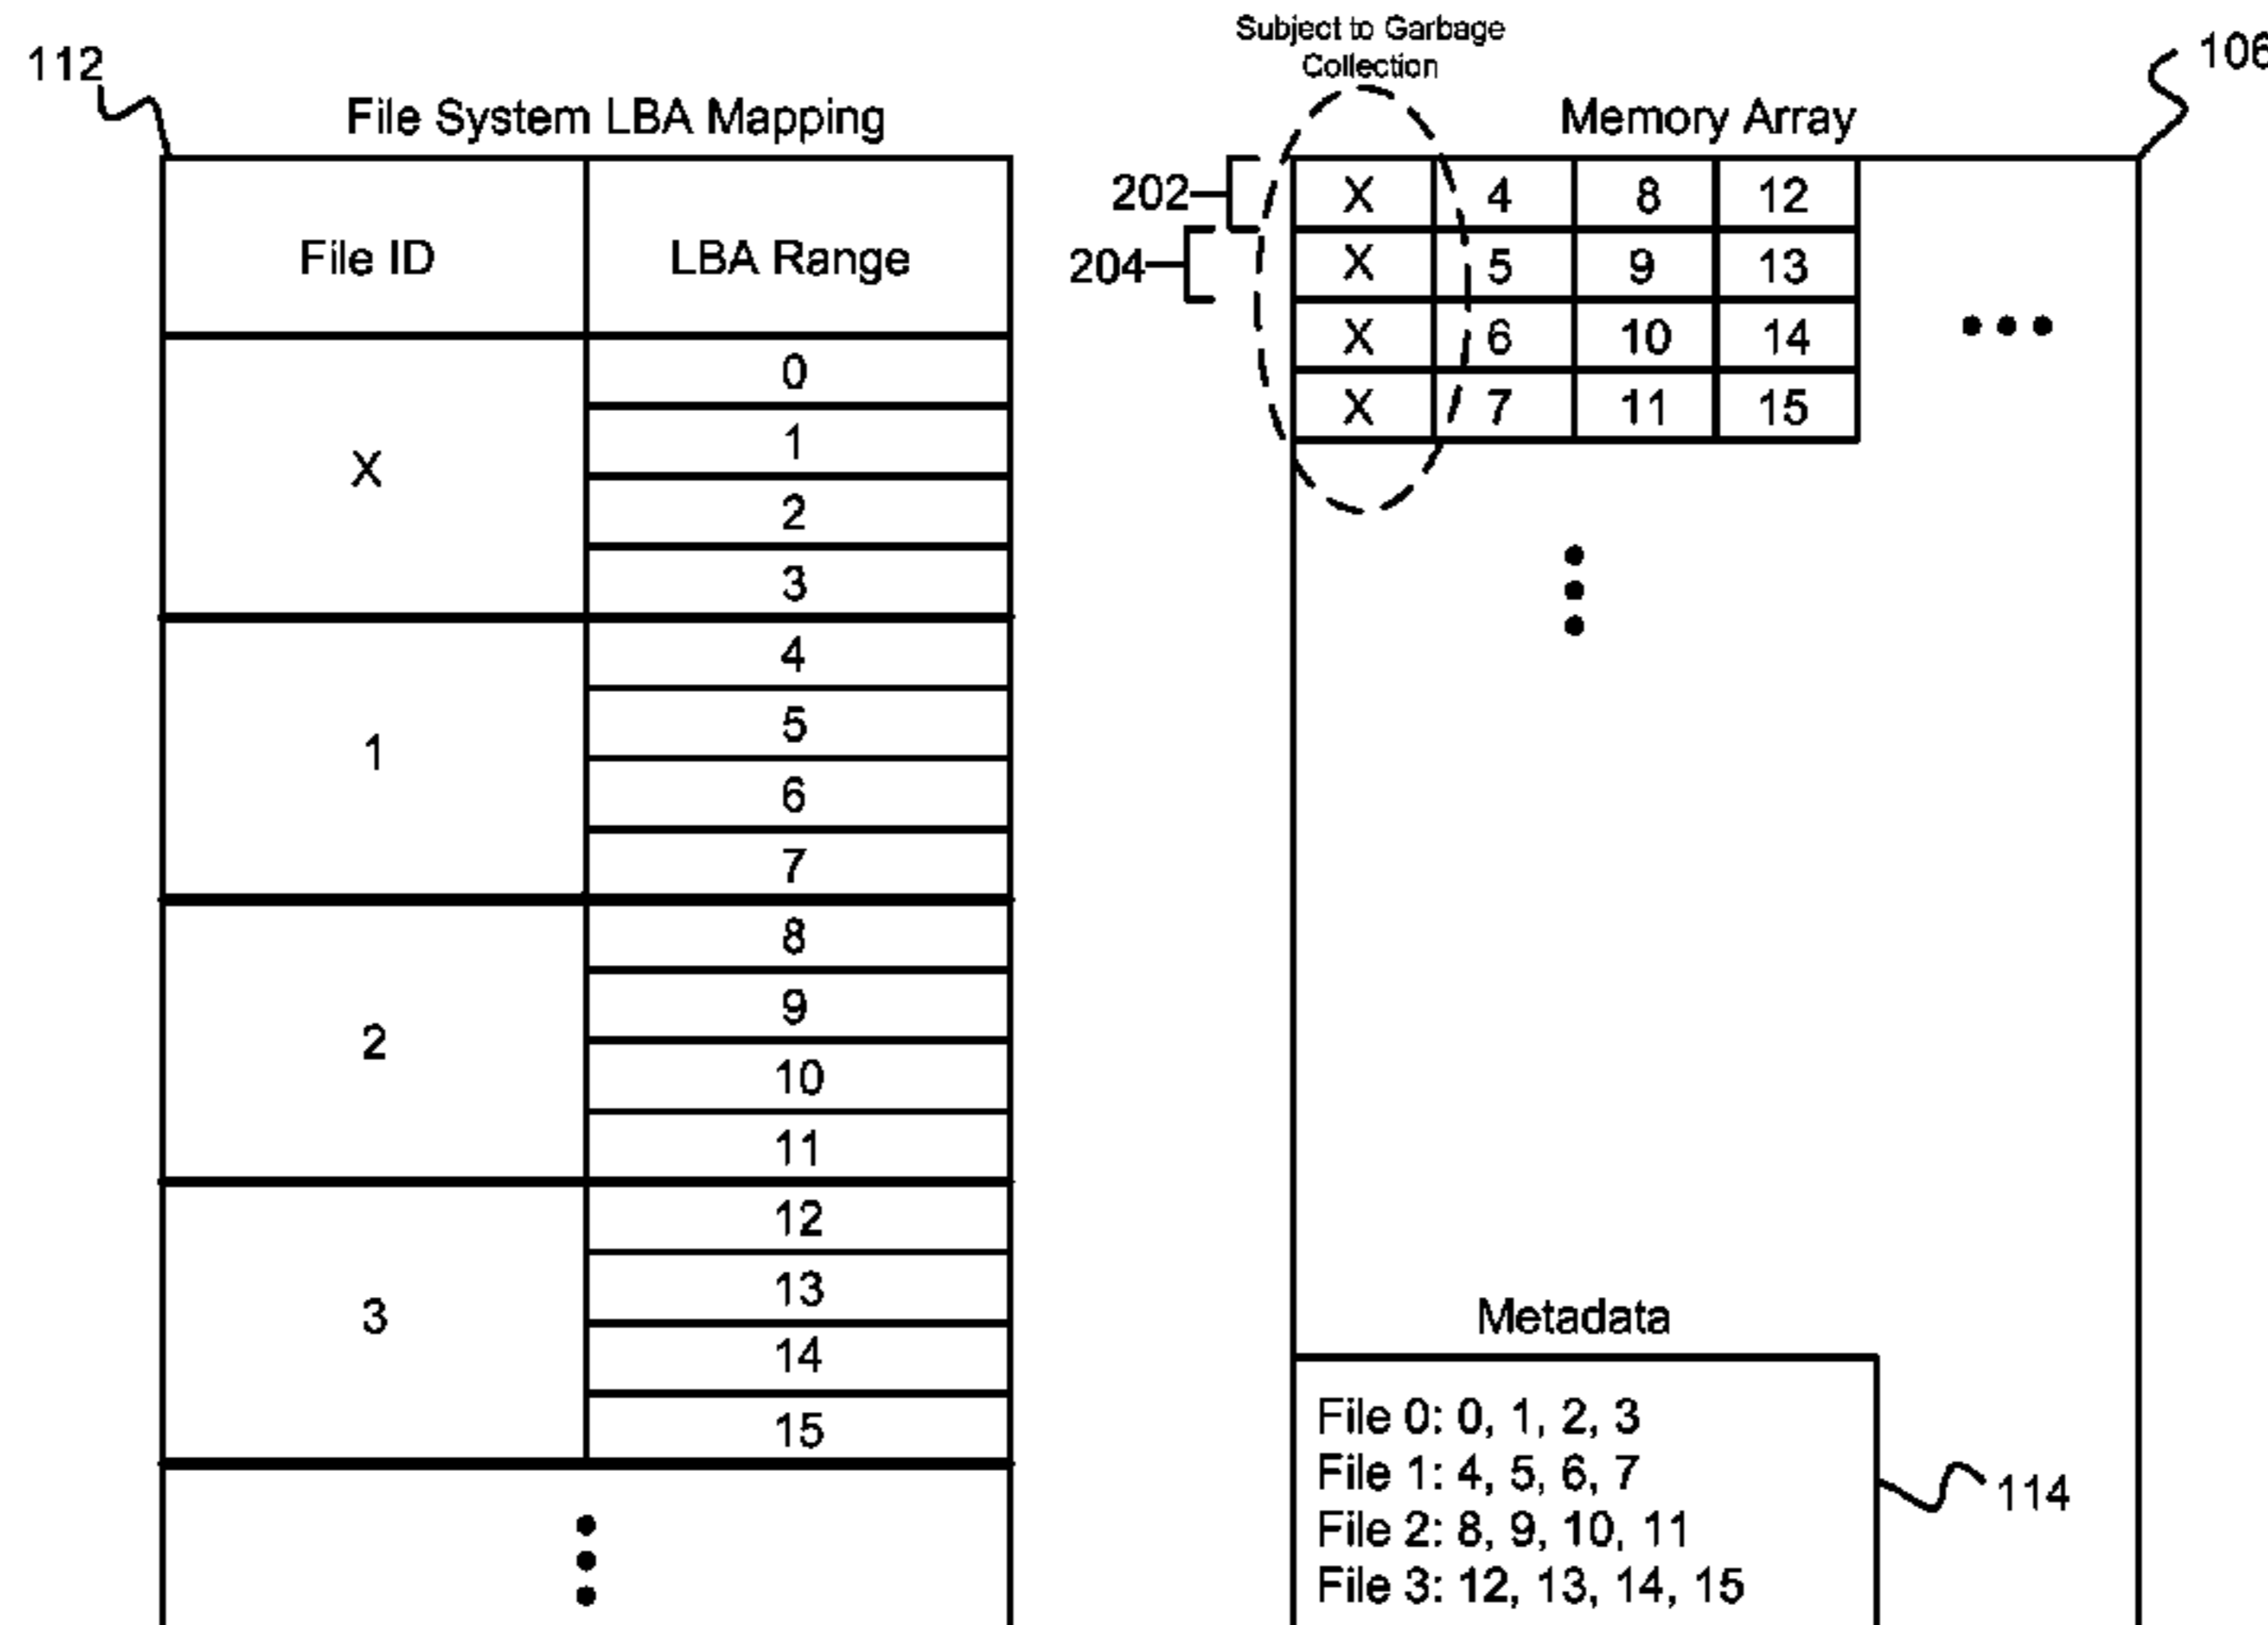 Subject to Garbage
Collection
112
106
File System LBA Mapping
Memory Array
File ID LBA Range
X
0
1
2
3
1
4
5
6
7
2
8
9
10
11
3
12
13
14
15
202
204
X 4 8 12
X 5 9 13
X 6 10 14
X 7 11 15
Metadata
File 0: 0, 1, 2, 3
File 1: 4, 5, 6, 7
File 2: 8, 9, 10, 11
File 3: 12, 13, 14, 15
114